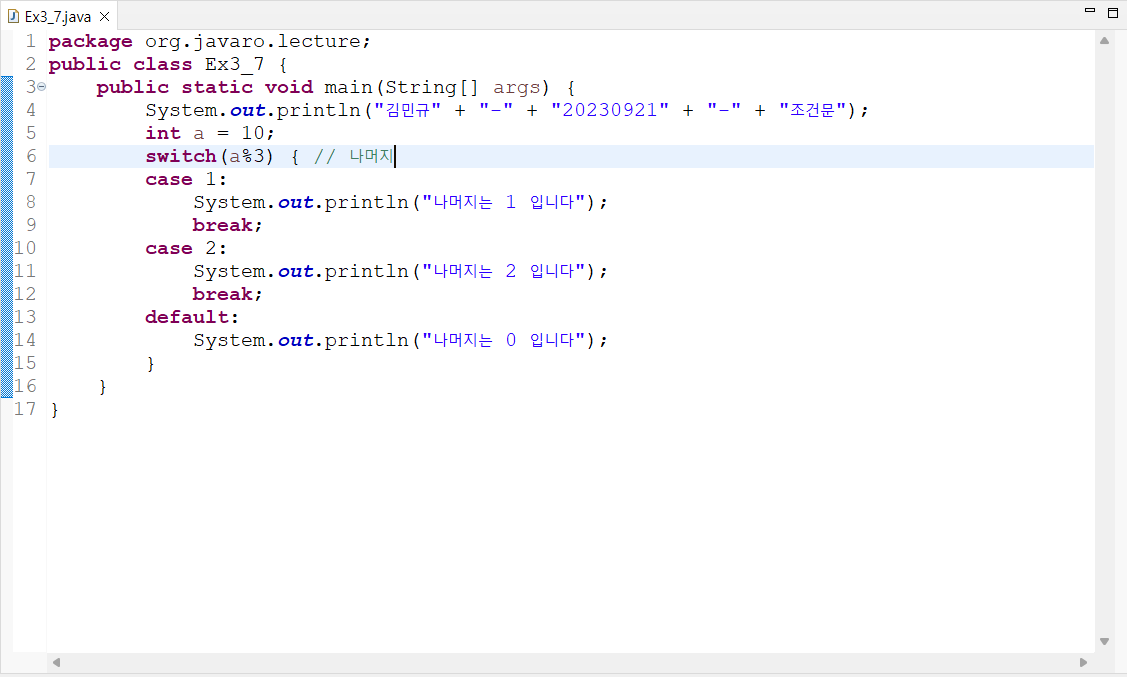 Ex3_7.java
1 package org.javaro.lecture;
2 public class Ex3_7 {
3 public static void main(String[] args) {
4 System.out.println("김민규" + "-" + "20230921" + "-" + "조건문");
5 int a = 10;
6 switch(a%3) { // 나머지
7 case 1:
8 System.out.println("나머지는 1 입니다");
9 break;
10 case 2:
11 System.out.println("나머지는 2 입니다");
12 break;
13 default:
14 System.out.println("나머지는 0 입니다");
15 }
16 }
17 }